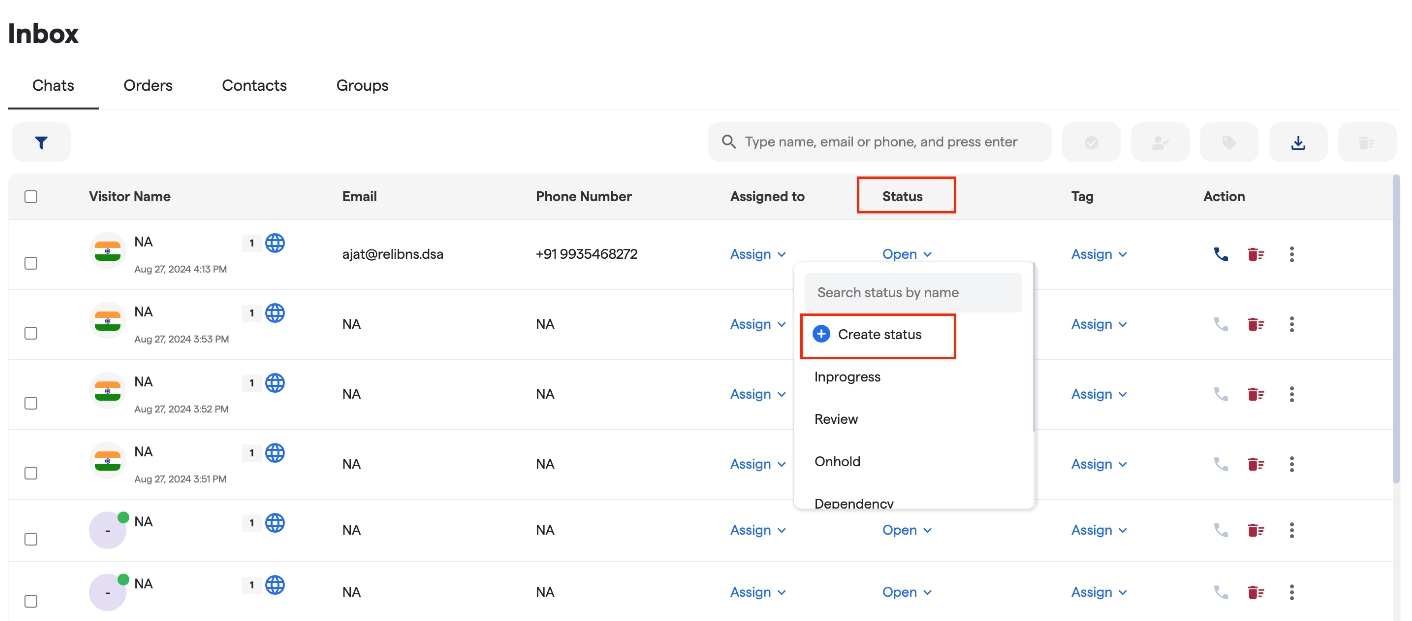 Inbox
Chats Orders Contacts Groups
Type name, email or phone, and press enter
Visitor Name Email Phone Number Assigned to Status Tag Action
NA 1
Aug 27, 2024 4:13 PM
ajat@relibns.dsa +91 9935468272 Assign Open Assign
Search status by name
Create status
Inprogress
Review
Onhold
Dependency
NA 1
Aug 27, 2024 3:53 PM
NA NA Assign Assign
NA 1
Aug 27, 2024 3:52 PM
NA NA Assign Assign
NA 1
Aug 27, 2024 3:51 PM
NA NA Assign Assign
- NA 1
NA NA Assign Open Assign
- NA 1
NA NA Assign Open Assign